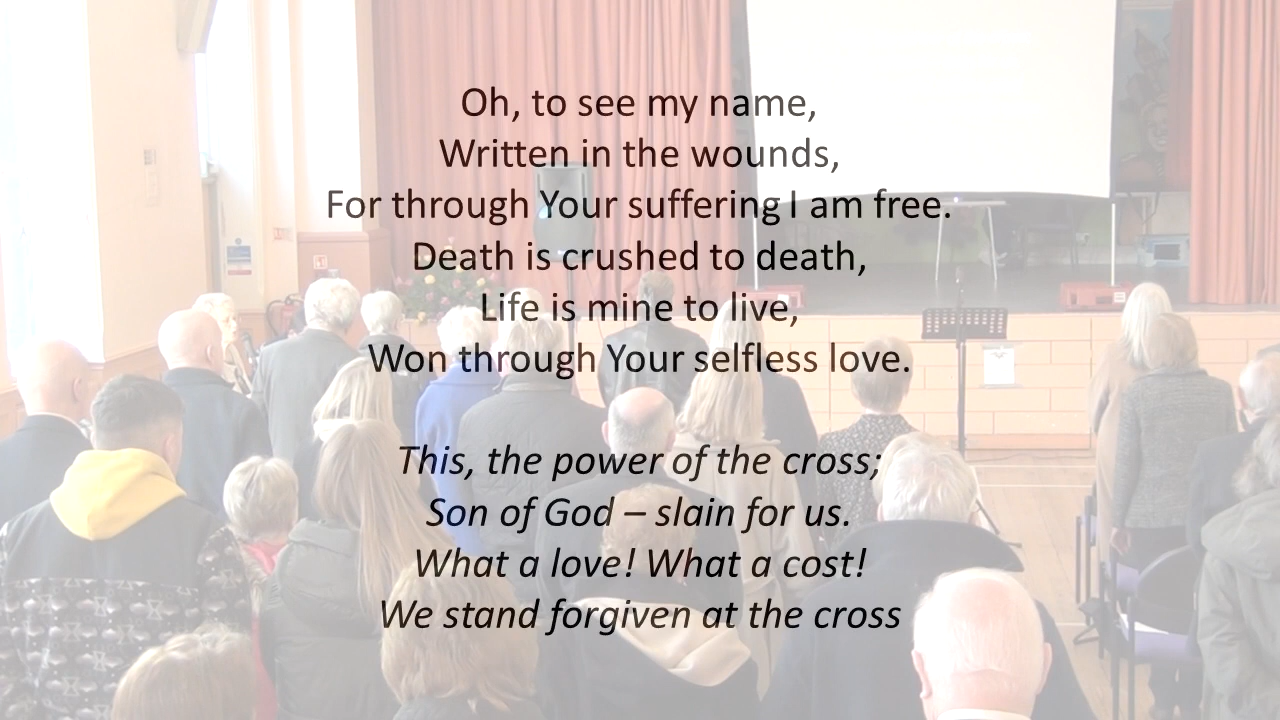 Oh, to see my name,
Written in the wounds,
For through Your suffering I am free.
Death is crushed to death,
Life is mine to live,
Won through Your selfless love.
This, the power of the cross;
Son of God – slain for us.
What a love! What a cost!
We stand forgiven at the cross